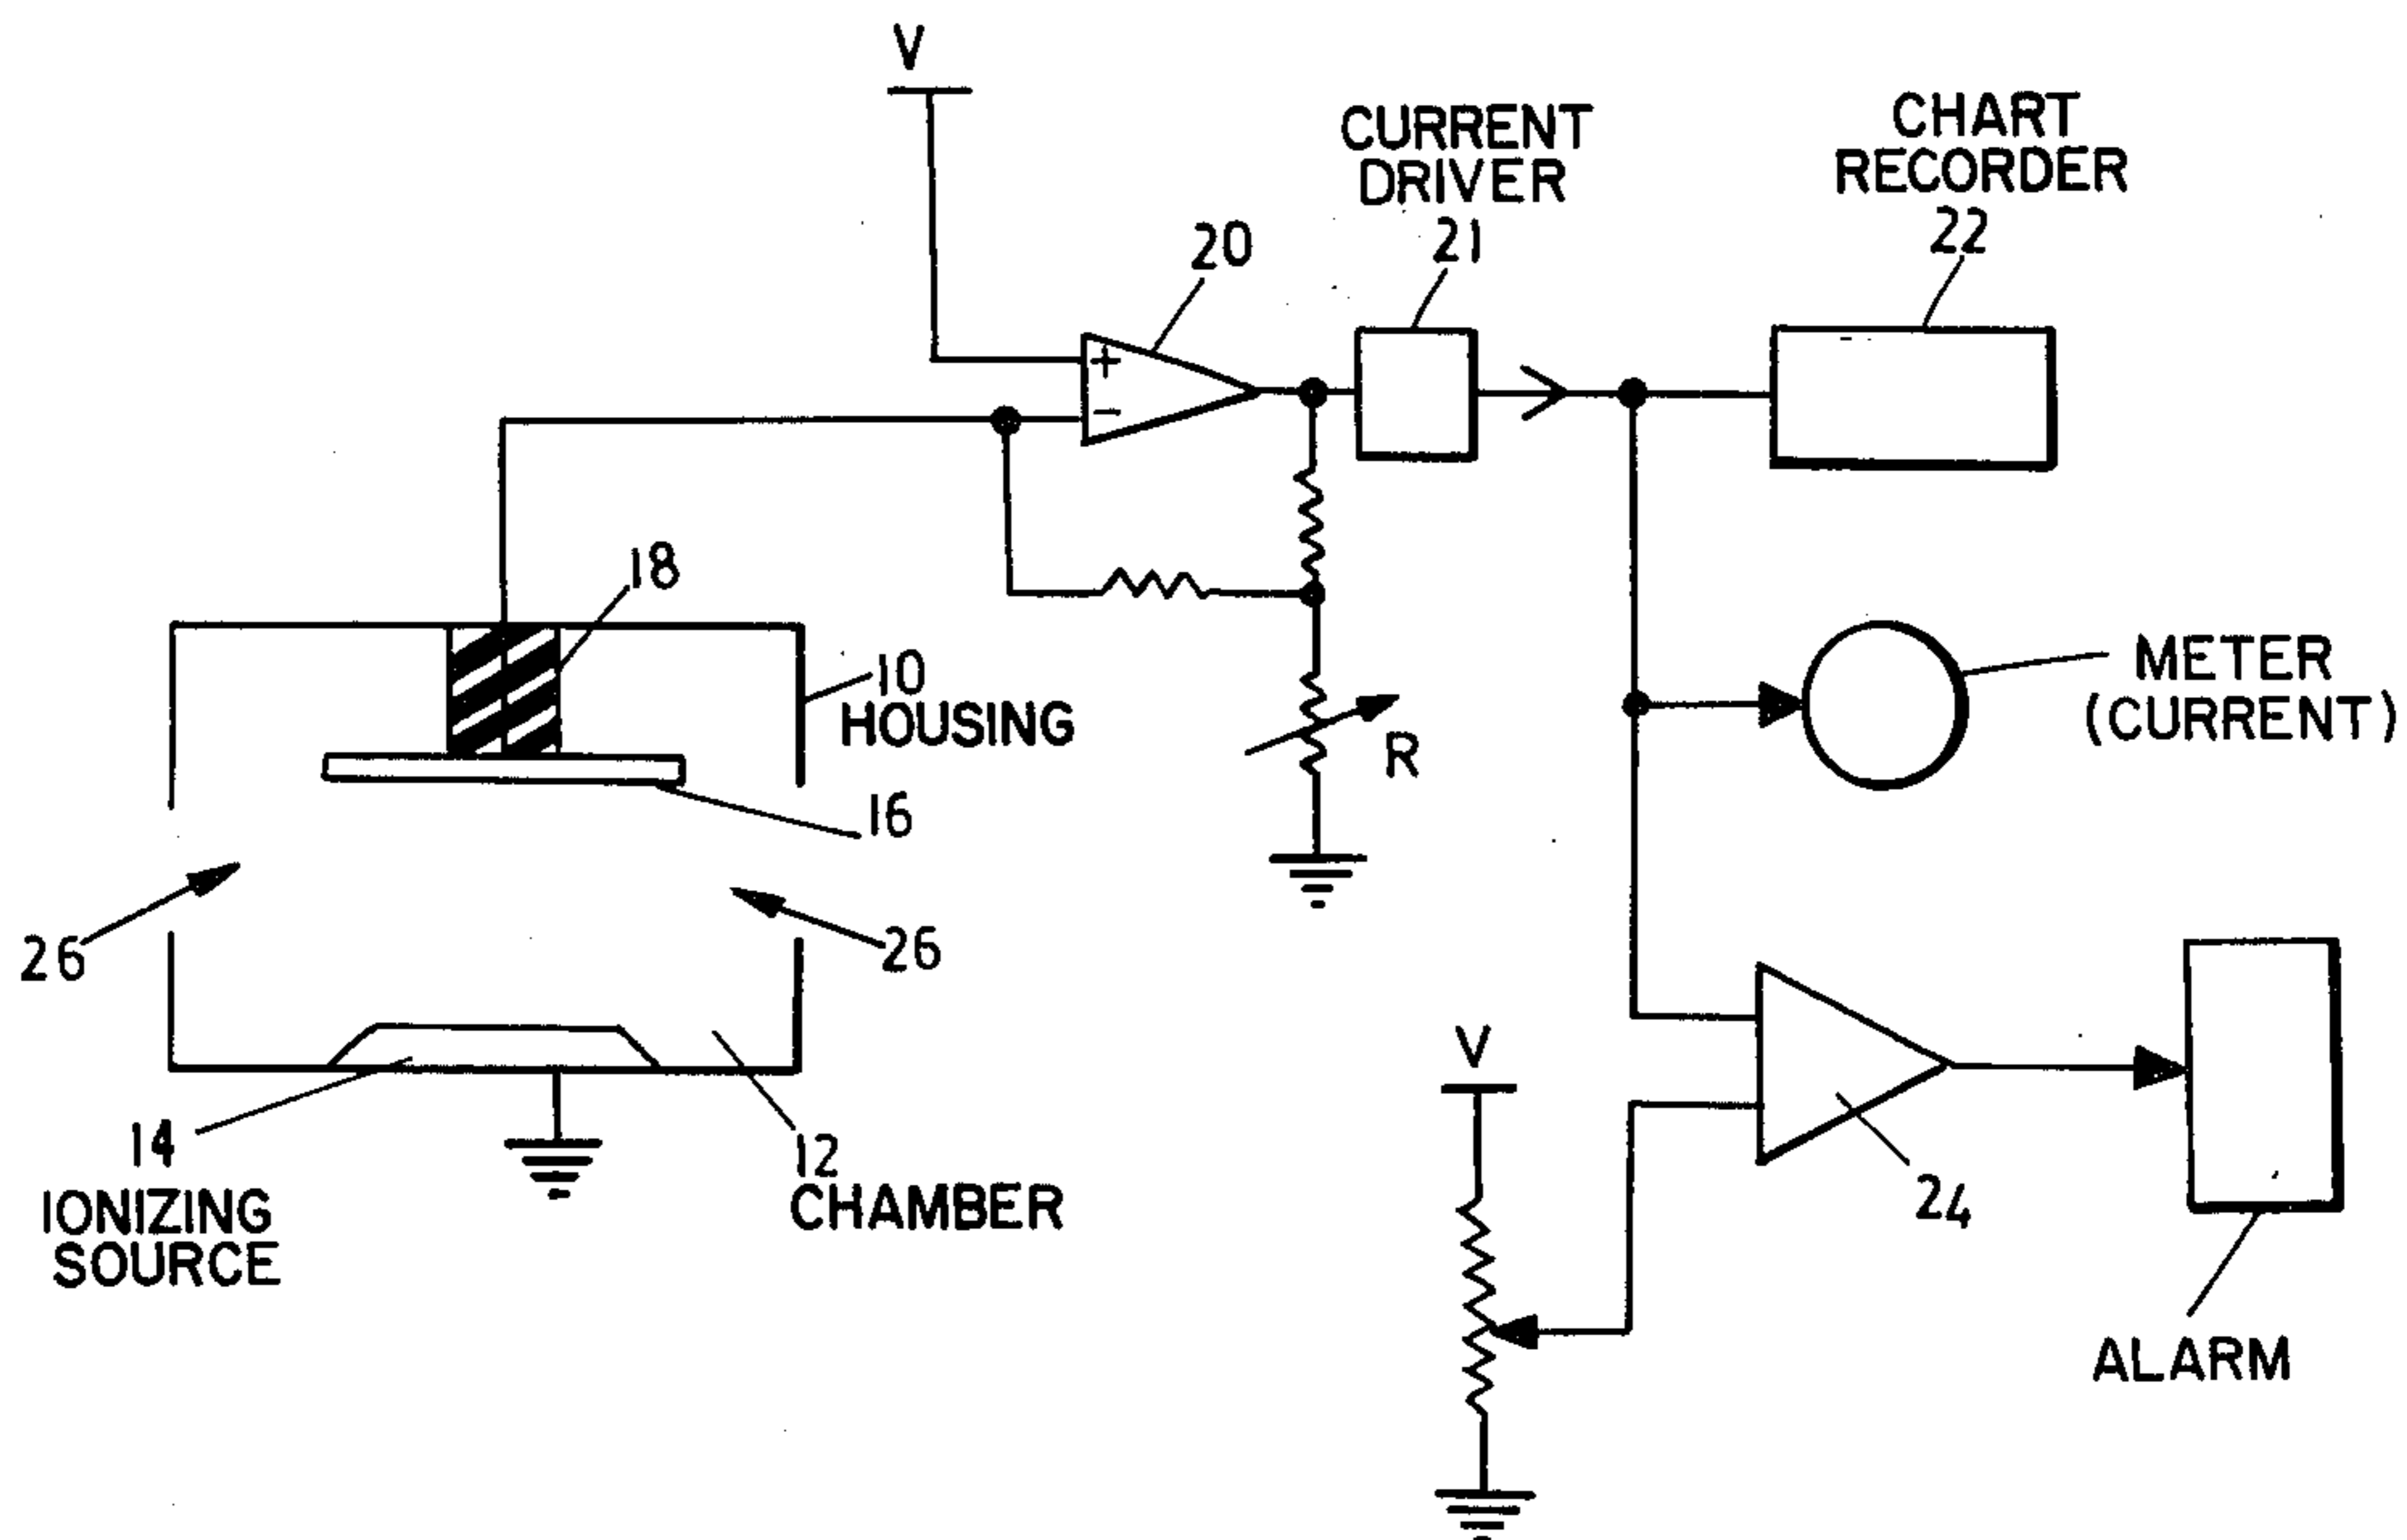 V
CURRENT
DRIVER
21
CHART
RECORDER
22
20
+
-
18
10
HOUSING
METER
(CURRENT)
R
16
26
26
V
14
IONIZING
SOURCE
12
CHAMBER
24
ALARM